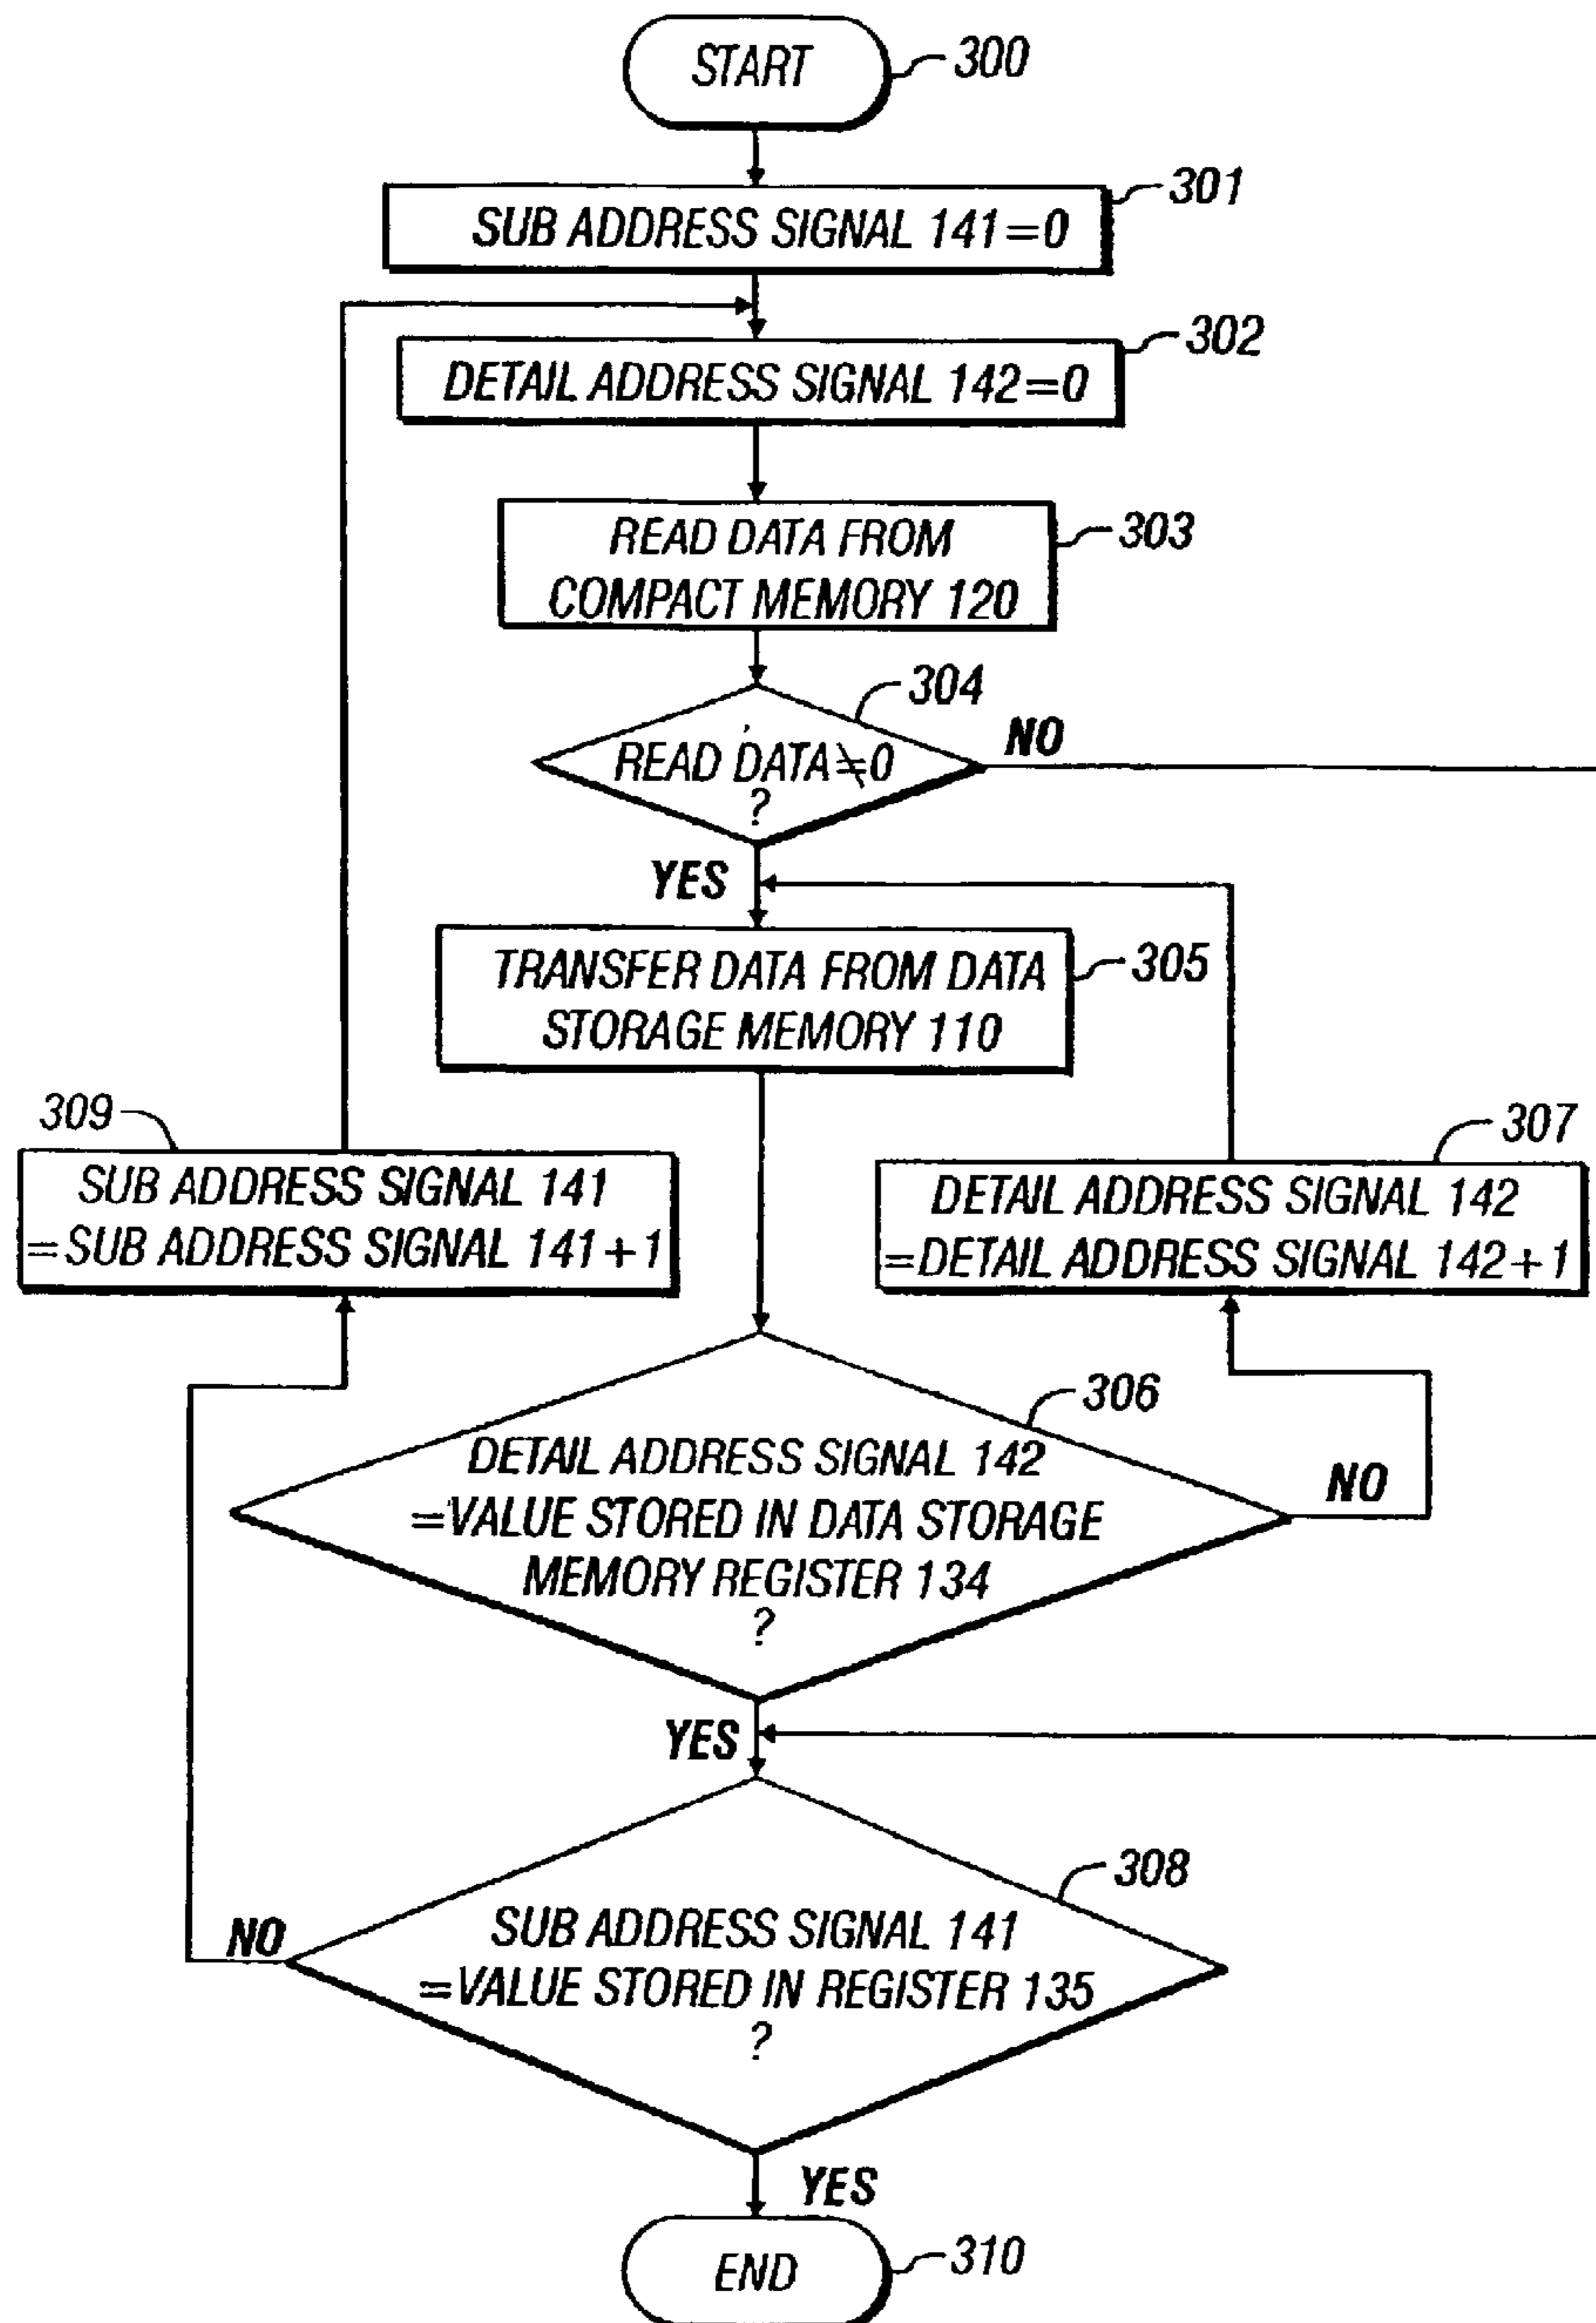 START
300
301
SUB ADDRESS SIGNAL 141=0
302
DETAIL ADDRESS SIGNAL 142=0
READ DATA FROM
COMPACT MEMORY 120
303
304
READ DATA≠0
?
NO
YES
TRANSFER DATA FROM DATA
STORAGE MEMORY 110
305
309
SUB ADDRESS SIGNAL 141
=SUB ADDRESS SIGNAL 141+1
307
DETAIL ADDRESS SIGNAL 142
=DETAIL ADDRESS SIGNAL 142+1
306
DETAIL ADDRESS SIGNAL 142
=VALUE STORED IN DATA STORAGE
MEMORY REGISTER 134
?
NO
YES
308
SUB ADDRESS SIGNAL 141
=VALUE STORED IN REGISTER 135
?
NO
YES
END
310